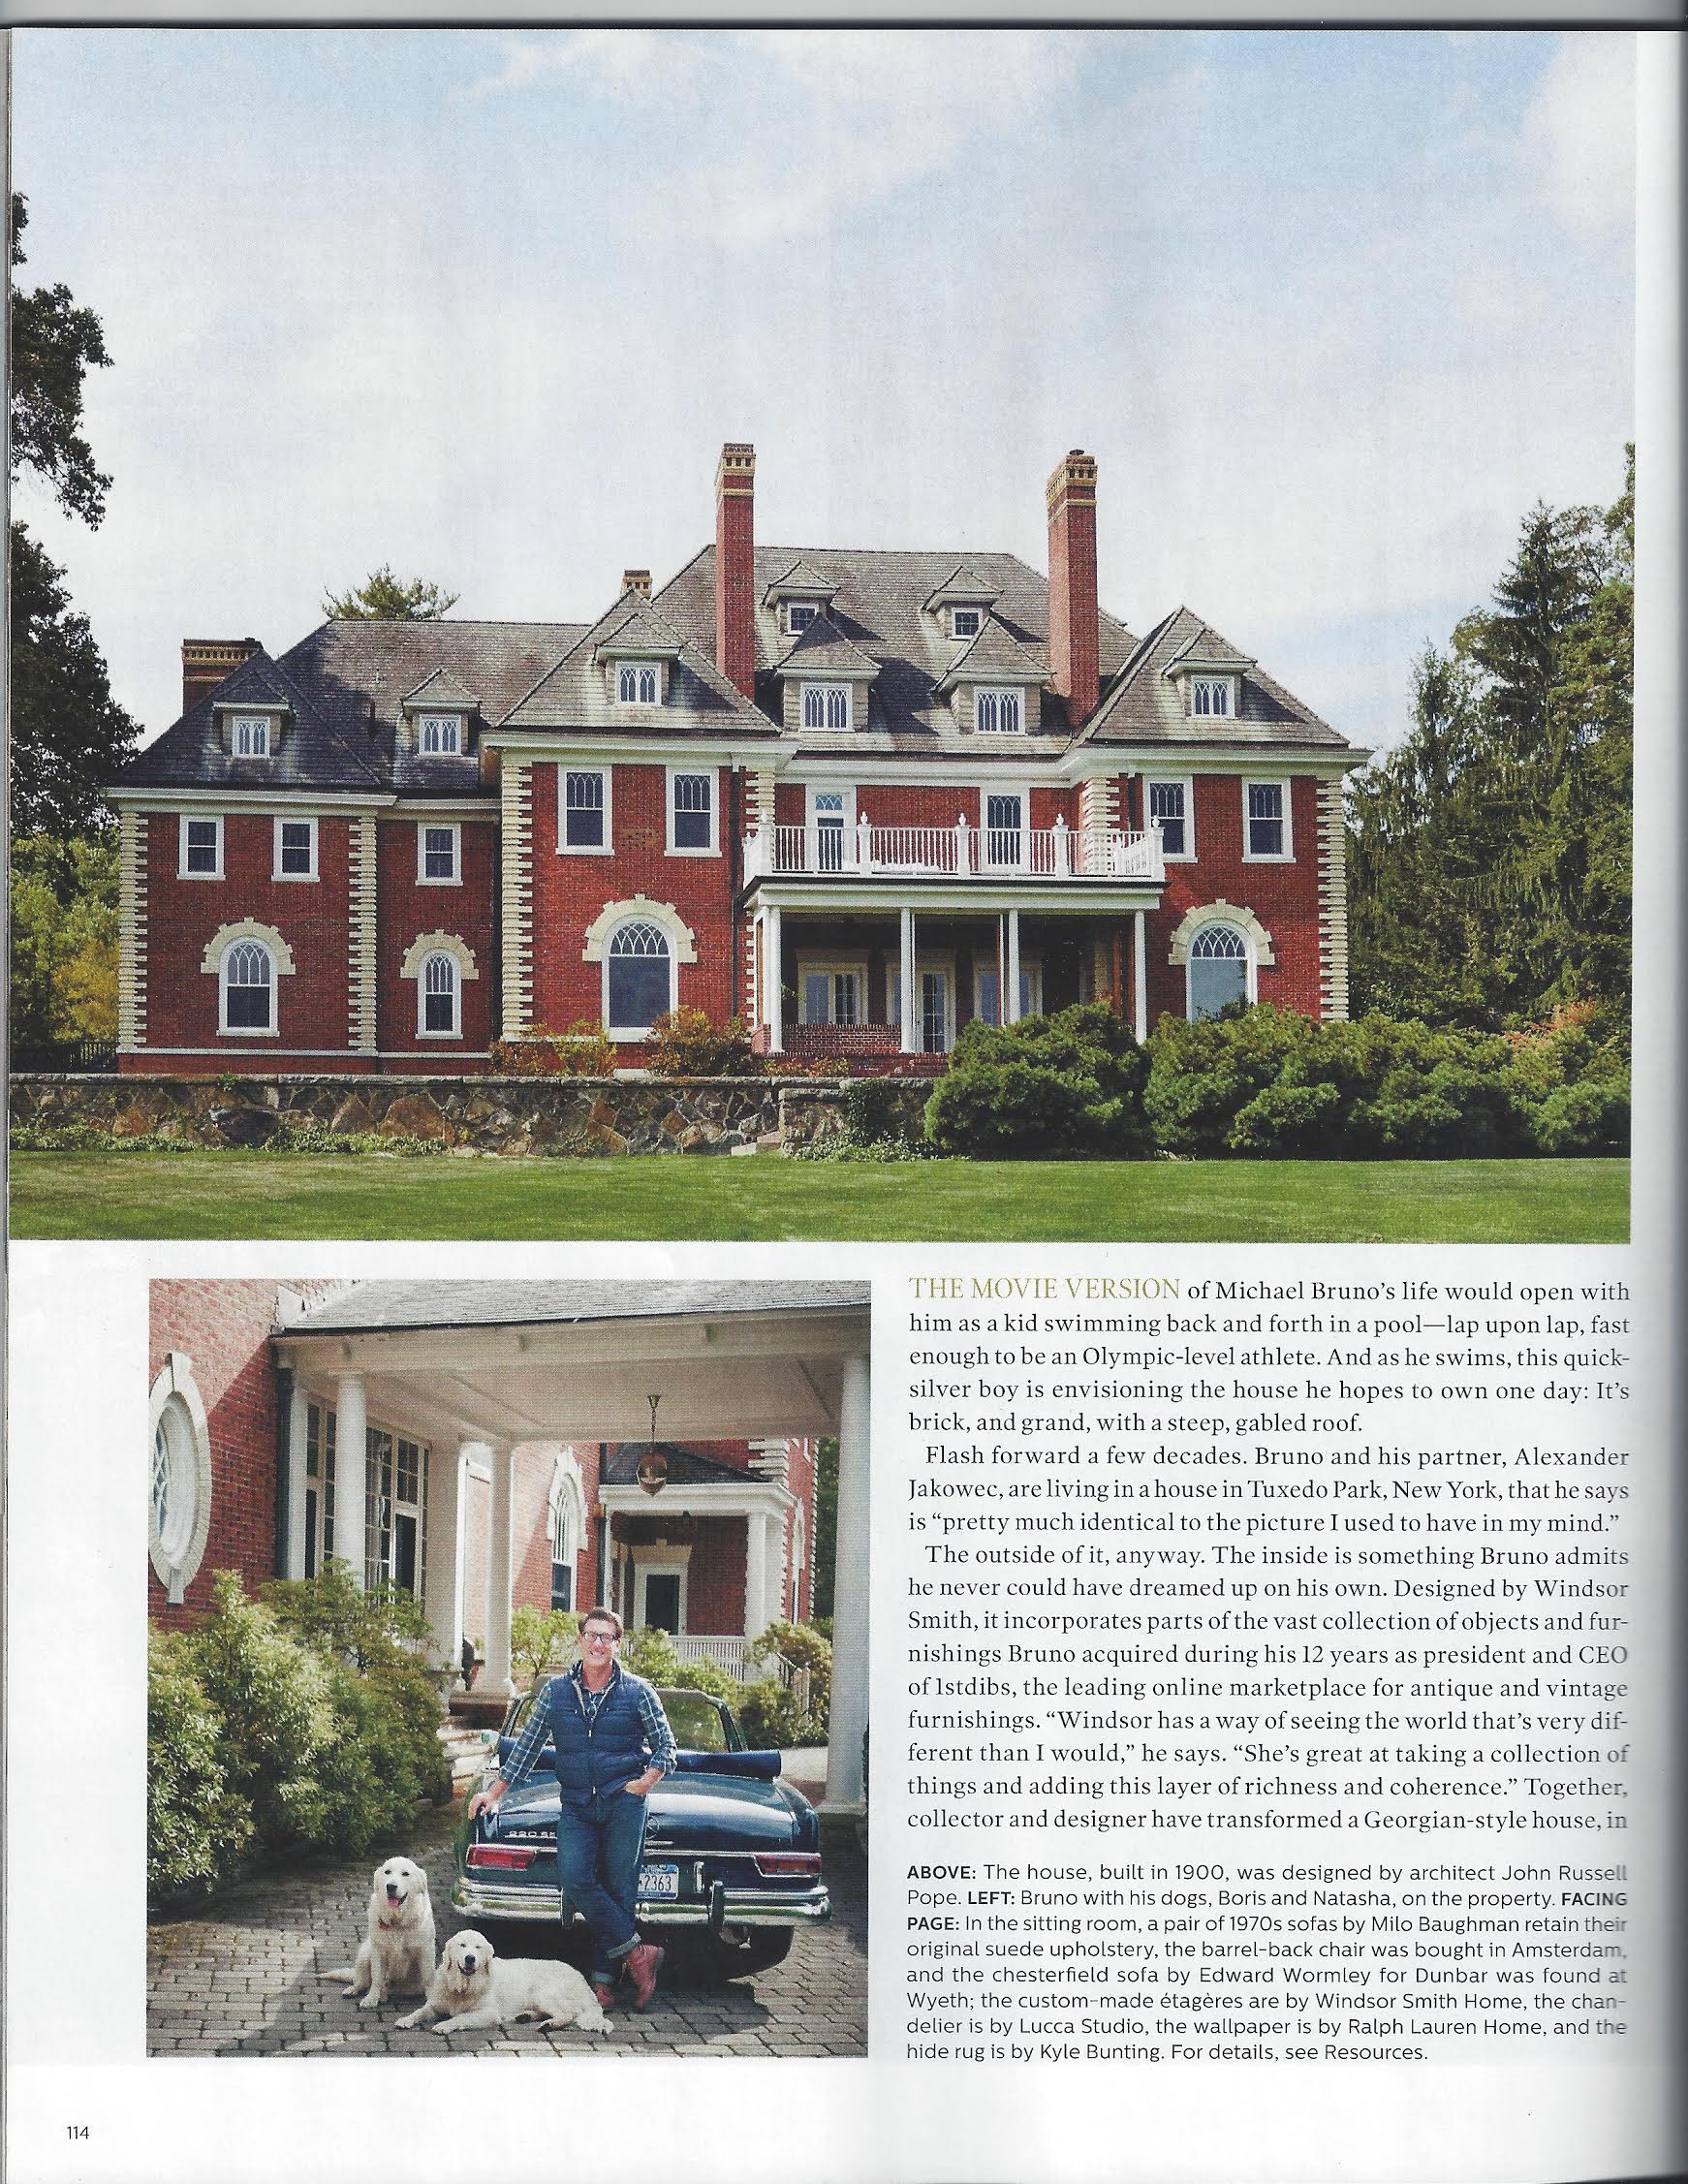 THE MOVIE VERSION of Michael Bruno's life would open with
him as a kid swimming back and forth in a pool—lap upon lap, fast
enough to be an Olympic-level athlete. And as he swims, this quick-
silver boy is envisioning the house he hopes to own one day: It's
brick, and grand, with a steep, gabled roof.
Flash forward a few decades. Bruno and his partner, Alexander
Jakowec, are living in a house in Tuxedo Park, New York, that he says
is “pretty much identical to the picture I used to have in my mind.”
The outside of it, anyway. The inside is something Bruno admits
he never could have dreamed up on his own. Designed by Windsor
Smith, it incorporates parts of the vast collection of objects and fur-
nishings Bruno acquired during his 12 years as president and CEO
of 1stdibs, the leading online marketplace for antique and vintage
furnishings. “Windsor has a way of seeing the world that's very dif-
ferent than I would,” he says. “She's great at taking a collection of
things and adding this layer of richness and coherence.” Together,
collector and designer have transformed a Georgian-style house, in
ABOVE: The house, built in 1900, was designed by architect John Russell
Pope. LEFT: Bruno with his dogs, Boris and Natasha, on the property. FACING
PAGE: In the sitting room, a pair of 1970s sofas by Milo Baughman retain their
original suede upholstery, the barrel-back chair was bought in Amsterdam,
and the chesterfield sofa by Edward Wormley for Dunbar was found at
Wyeth; the custom-made étagères are by Windsor Smith Home, the chan-
delier is by Lucca Studio, the wallpaper is by Ralph Lauren Home, and the
hide rug is by Kyle Bunting. For details, see Resources.
7363
114